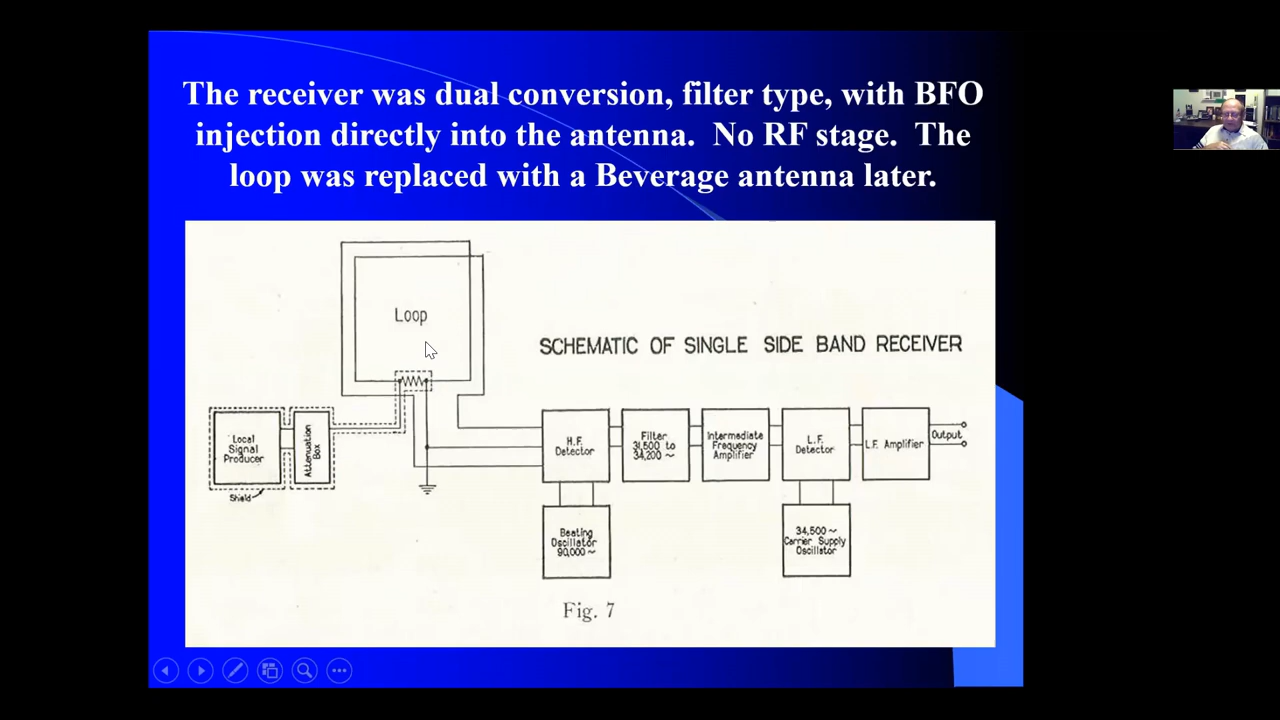 The receiver was dual conversion, filter type, with BFO
injection directly into the antenna. No RF stage. The
loop was replaced with a Beverage antenna later.
Loop
SCHEMATIC OF SINGLE SIDE BAND RECEIVER
Local
Signal
Producer
Shield
Attenuation
Box
H.F.
Detector
Filter
31,500 to
34,200 ~
Intermediate
Frequency
Amplifier
L.F.
Detector
L.F. Amplifier
Output
Beating
Oscillator
90,000 ~
34,500 ~
Carrier Supply
Oscillator
Fig. 7